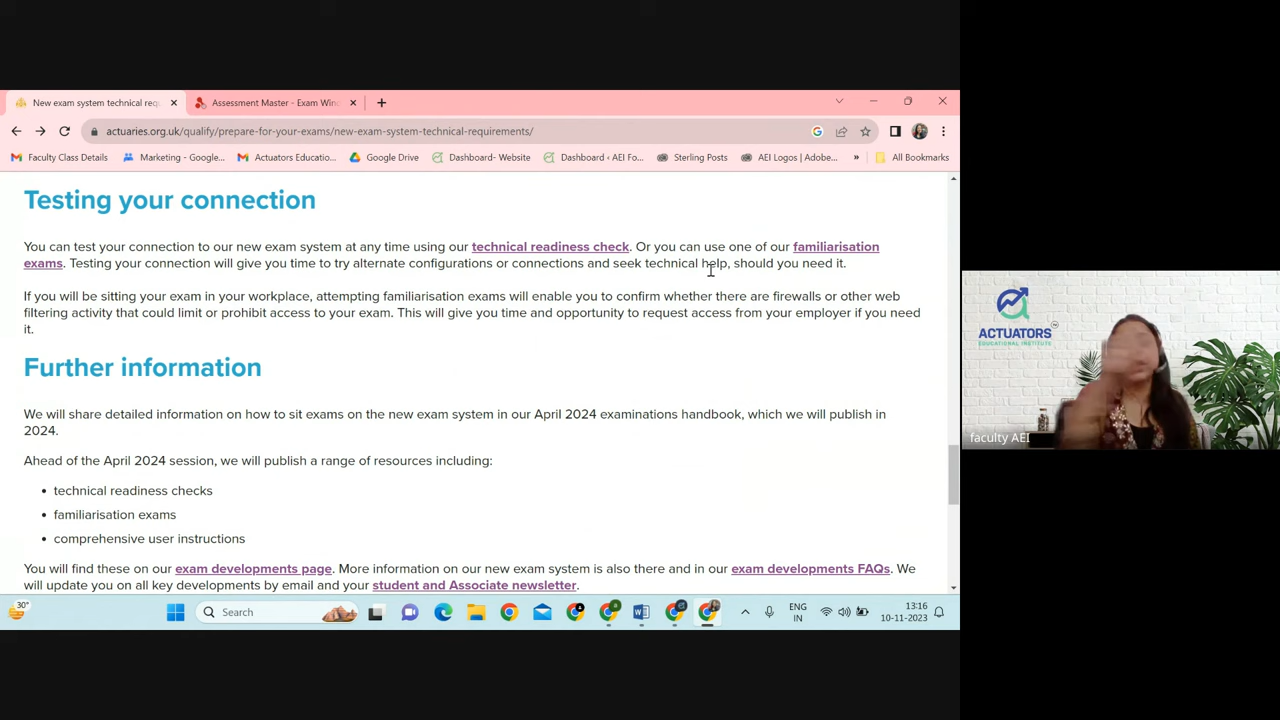 New exam system technical req
Assessment Master - Exam Win
actuaries.org.uk/qualify/prepare-for-your-exams/new-exam-system-technical-requirements/
Faculty Class Details
Marketing - Google...
Actuators Educatio...
Google Drive
Dashboard- Website
Dashboard ‹ AEI Fo...
Sterling Posts
AEI Logos | Adobe...
»
All Bookmarks
Testing your connection
You can test your connection to our new exam system at any time using our technical readiness check. Or you can use one of our familiarisation
exams. Testing your connection will give you time to try alternate configurations or connections and seek technical help, should you need it.
If you will be sitting your exam in your workplace, attempting familiarisation exams will enable you to confirm whether there are firewalls or other web
filtering activity that could limit or prohibit access to your exam. This will give you time and opportunity to request access from your employer if you need
it.
Further information
We will share detailed information on how to sit exams on the new exam system in our April 2024 examinations handbook, which we will publish in
2024.
Ahead of the April 2024 session, we will publish a range of resources including:
• technical readiness checks
• familiarisation exams
• comprehensive user instructions
You will find these on our exam developments page. More information on our new exam system is also there and in our exam developments FAQs. We
will update you on all key developments by email and your student and Associate newsletter.
ACTUATORS
EDUCATIONAL INSTITUTE
faculty AEI
30°
Search
ENG
IN
13:16
10-11-2023